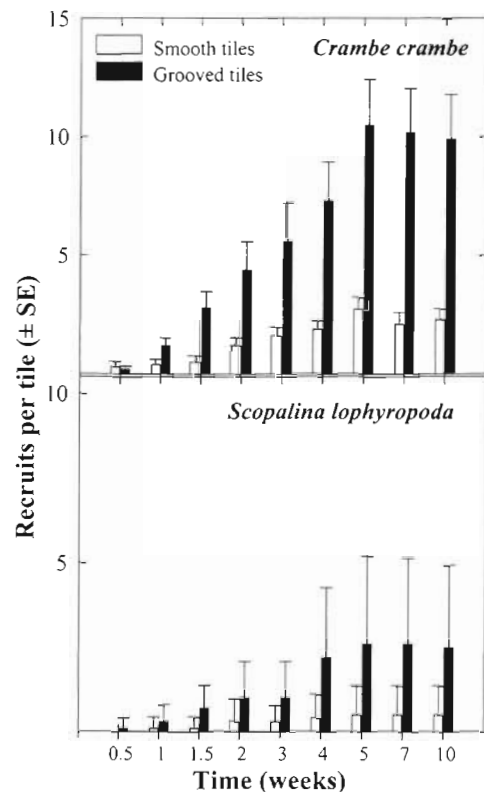 15
Crambe crambe
Smooth tiles
Grooved tiles
10
5
Recruits per tile (± SE)
10
Scopalina lophyropoda
5
0.5 1 1.5 2 3 4 5 7 10
Time (weeks)